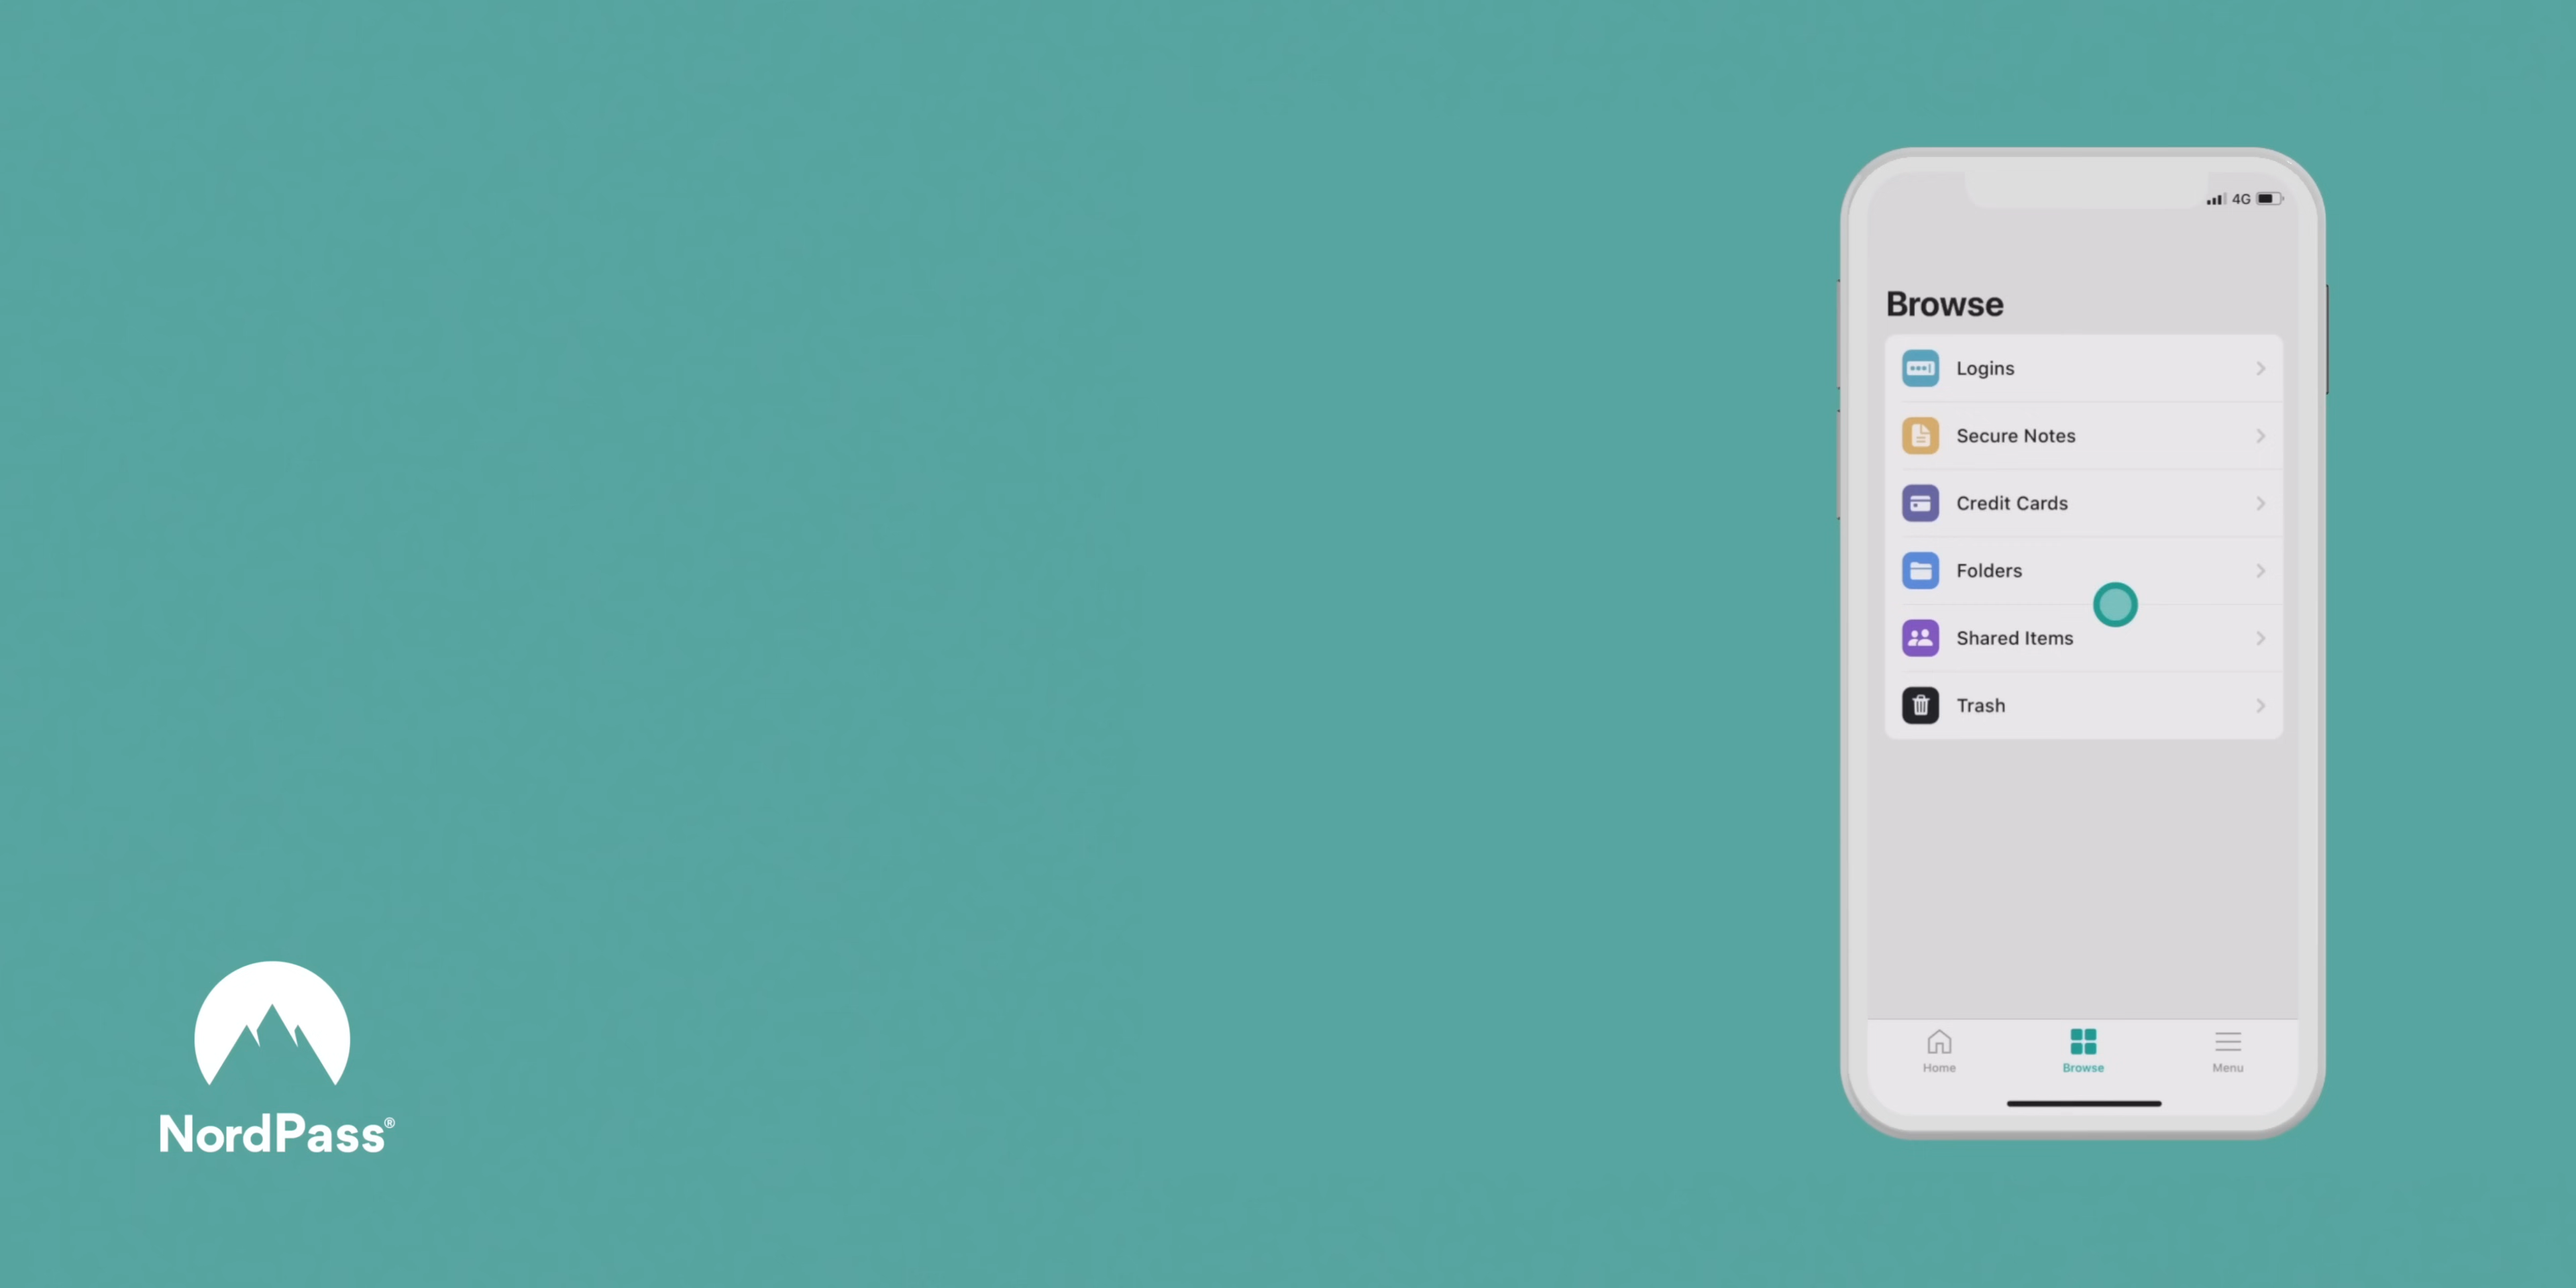 4G
Browse
Logins
Secure Notes
Credit Cards
Folders
Shared Items
Trash
Home
Browse
Menu
NordPass®